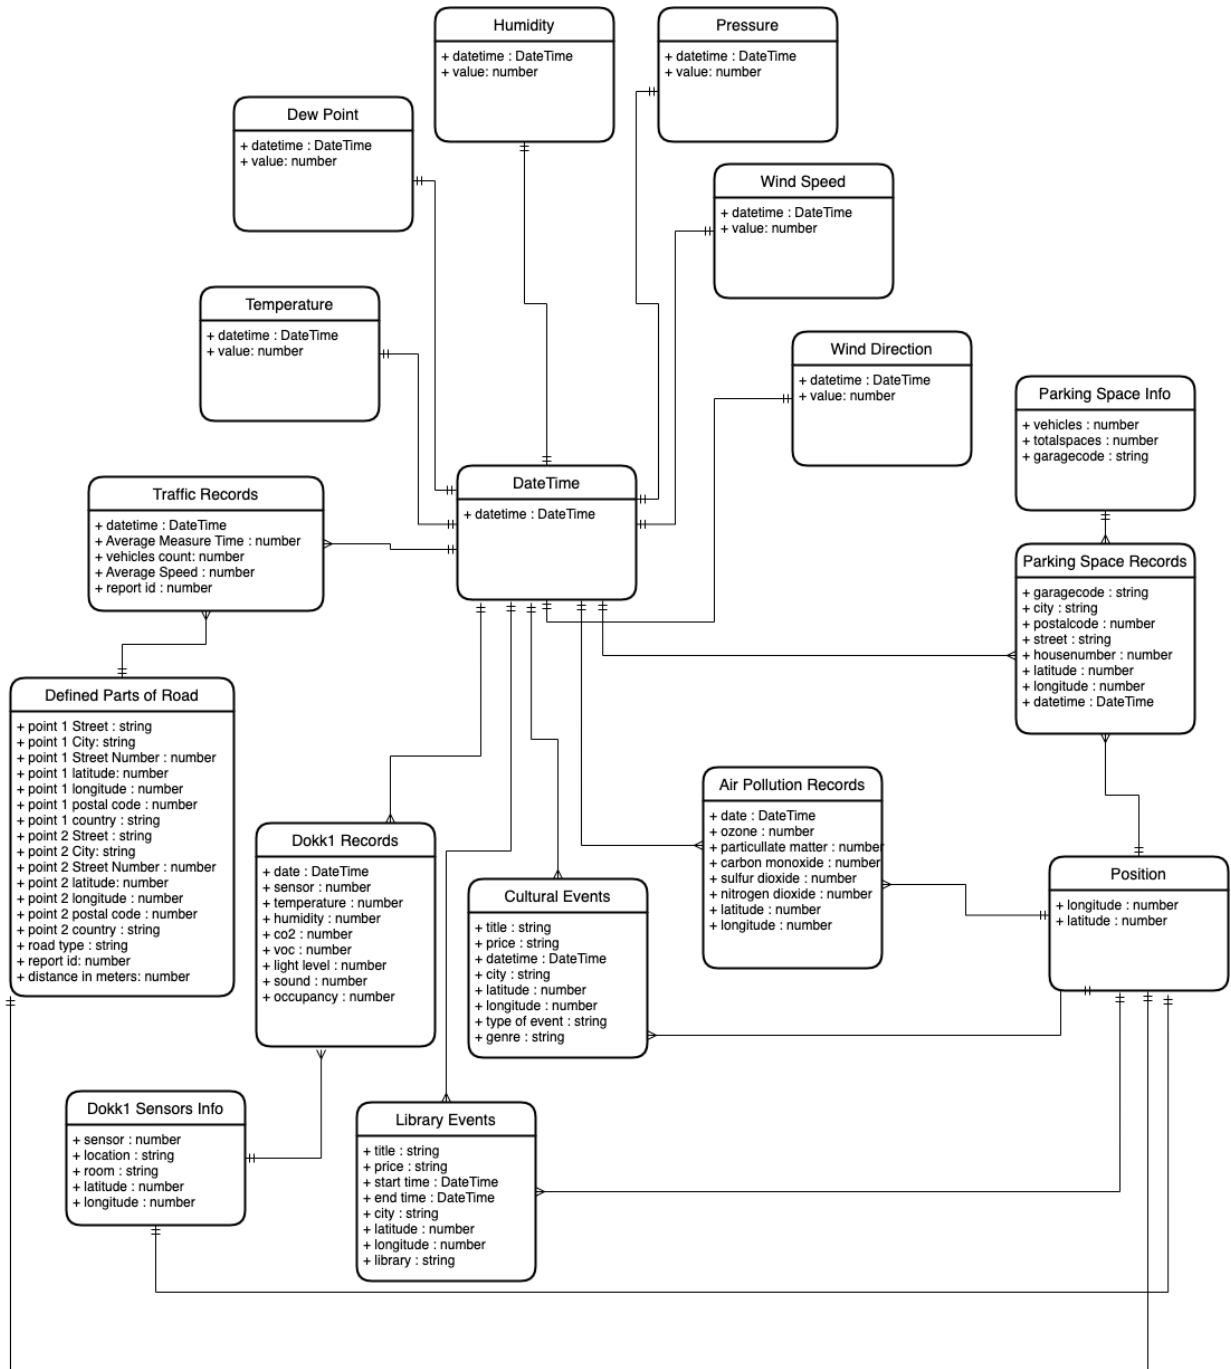 Humidity
+ datetime : DateTime
+ value: number
Pressure
+ datetime : DateTime
+ value: number
Dew Point
+ datetime : DateTime
+ value: number
Wind Speed
+ datetime : DateTime
+ value: number
Temperature
+ datetime : DateTime
+ value: number
Wind Direction
+ datetime : DateTime
+ value: number
Parking Space Info
+ vehicles : number
+ totalspaces : number
+ garagecode : string
DateTime
+ datetime : DateTime
Traffic Records
+ datetime : DateTime
+ Average Measure Time : number
+ vehicles count: number
+ Average Speed : number
+ report id : number
Parking Space Records
+ garagecode : string
+ city : string
+ postalcode : number
+ street : string
+ housenumber : number
+ latitude : number
+ longitude : number
+ datetime : DateTime
Defined Parts of Road
+ point 1 Street : string
+ point 1 City: string
+ point 1 Street Number : number
+ point 1 latitude: number
+ point 1 longitude : number
+ point 1 postal code : number
+ point 1 country : string
+ point 2 Street : string
+ point 2 City: string
+ point 2 Street Number : number
+ point 2 latitude: number
+ point 2 longitude : number
+ point 2 postal code : number
+ point 2 country : string
+ road type : string
+ report id: number
+ distance in meters: number
Air Pollution Records
+ date : DateTime
+ ozone : number
+ particullate matter : number
+ carbon monoxide : number
+ sulfur dioxide : number
+ nitrogen dioxide : number
+ latitude : number
+ longitude : number
Dokk1 Records
+ date : DateTime
+ sensor : number
+ temperature : number
+ humidity : number
+ co2 : number
+ voc : number
+ light level : number
+ sound : number
+ occupancy : number
Position
+ longitude : number
+ latitude : number
Cultural Events
+ title : string
+ price : string
+ datetime : DateTime
+ city : string
+ latitude : number
+ longitude : number
+ type of event : string
+ genre : string
Dokk1 Sensors Info
+ sensor : number
+ location : string
+ room : string
+ latitude : number
+ longitude : number
Library Events
+ title : string
+ price : string
+ start time : DateTime
+ end time : DateTime
+ city : string
+ latitude : number
+ longitude : number
+ library : string